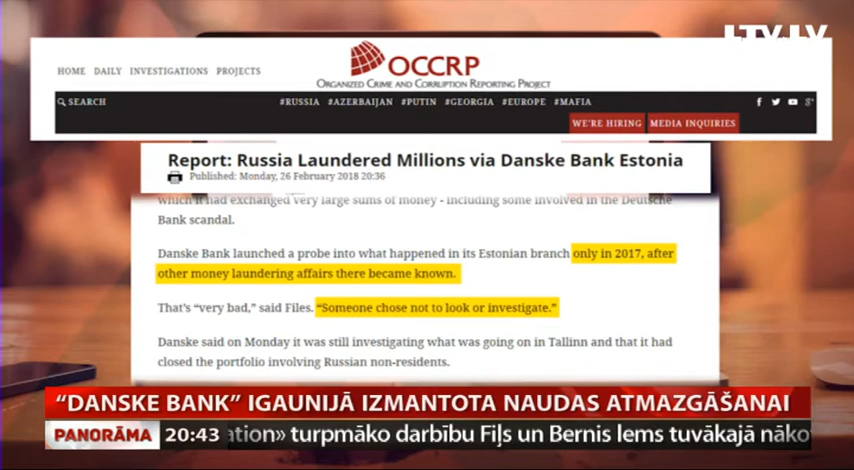 LTV.LV
HOME DAILY INVESTIGATIONS PROJECTS
OCCRP
ORGANIZED CRIME AND CORRUPTION REPORTING PROJECT
SEARCH #RUSSIA #AZERBAIJAN #PUTIN #GEORGIA #EUROPE #MAFIA
WE'RE HIRING MEDIA INQUIRIES
Report: Russia Laundered Millions via Danske Bank Estonia
Published: Monday, 26 February 2018 20:36
which it had exchanged very large sums of money - including some involved in the Deutsche
Bank scandal.
Danske Bank launched a probe into what happened in its Estonian branch only in 2017, after
other money laundering affairs there became known.
That's "very bad," said Files. "Someone chose not to look or investigate."
Danske said on Monday it was still investigating what was going on in Tallinn and that it had
closed the portfolio involving Russian non-residents.
"DANSKE BANK" IGAUNIJĀ IZMANTOTA NAUDAS ATMAZGĀŠANAI
PANORĀMA 20:43 ation» turpmāko darbību Fiļs un Bernis lems tuvākajā nāko